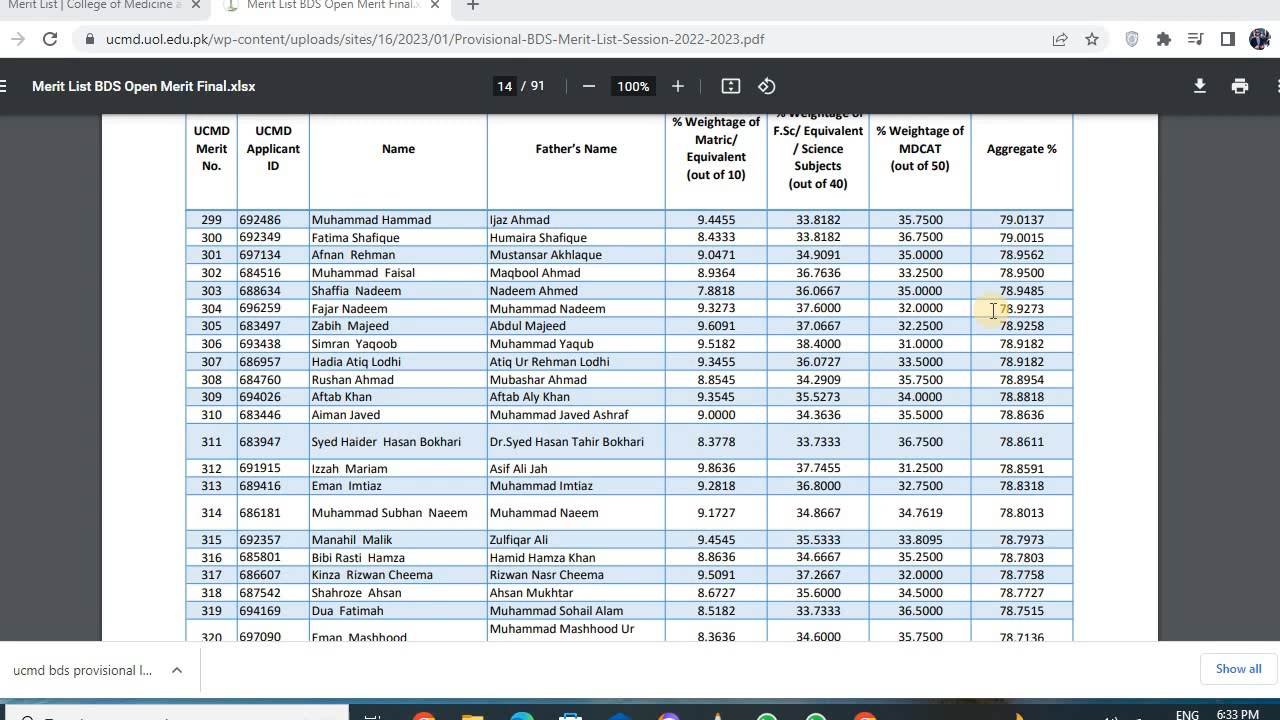 Merit List | College of Medicine a
Merit List BDS Open Merit Final.x
ucmd.uol.edu.pk/wp-content/uploads/sites/16/2023/01/Provisional-BDS-Merit-List-Session-2022-2023.pdf
Merit List BDS Open Merit Final.xlsx 14 / 91 100%
UCMD Merit No. UCMD Applicant ID Name Father's Name % Weightage of Matric/ Equivalent (out of 10) % Weightage of F.Sc/ Equivalent / Science Subjects (out of 40) % Weightage of MDCAT (out of 50) Aggregate %
299 692486 Muhammad Hammad Ijaz Ahmad 9.4455 33.8182 35.7500 79.0137
300 692349 Fatima Shafique Humaira Shafique 8.4333 33.8182 36.7500 79.0015
301 697134 Afnan Rehman Mustansar Akhlaque 9.0471 34.9091 35.0000 78.9562
302 684516 Muhammad Faisal Maqbool Ahmad 8.9364 36.7636 33.2500 78.9500
303 688634 Shaffia Nadeem Nadeem Ahmed 7.8818 36.0667 35.0000 78.9485
304 696259 Fajar Nadeem Muhammad Nadeem 9.3273 37.6000 32.0000 78.9273
305 683497 Zabih Majeed Abdul Majeed 9.6091 37.0667 32.2500 78.9258
306 693438 Simran Yaqoob Muhammad Yaqub 9.5182 38.4000 31.0000 78.9182
307 686957 Hadia Atiq Lodhi Atiq Ur Rehman Lodhi 9.3455 36.0727 33.5000 78.9182
308 684760 Rushan Ahmad Mubashar Ahmad 8.8545 34.2909 35.7500 78.8954
309 694026 Aftab Khan Aftab Aly Khan 9.3545 35.5273 34.0000 78.8818
310 683446 Aiman Javed Muhammad Javed Ashraf 9.0000 34.3636 35.5000 78.8636
311 683947 Syed Haider Hasan Bokhari Dr.Syed Hasan Tahir Bokhari 8.3778 33.7333 36.7500 78.8611
312 691915 Izzah Mariam Asif Ali Jah 9.8636 37.7455 31.2500 78.8591
313 689416 Eman Imtiaz Muhammad Imtiaz 9.2818 36.8000 32.7500 78.8318
314 686181 Muhammad Subhan Naeem Muhammad Naeem 9.1727 34.8667 34.7619 78.8013
315 692357 Manahil Malik Zulfiqar Ali 9.4545 35.5333 33.8095 78.7973
316 685801 Bibi Rasti Hamza Hamid Hamza Khan 8.8636 34.6667 35.2500 78.7803
317 686607 Kinza Rizwan Cheema Rizwan Nasr Cheema 9.5091 37.2667 32.0000 78.7758
318 687542 Shahroze Ahsan Ahsan Mukhtar 8.6727 35.6000 34.5000 78.7727
319 694169 Dua Fatimah Muhammad Sohail Alam 8.5182 33.7333 36.5000 78.7515
320 697090 Eman Mashhood Muhammad Mashhood Ur 8.3636 34.6000 35.7500 78.7136
ucmd bds provisional l... Show all
ENG 6:33 PM